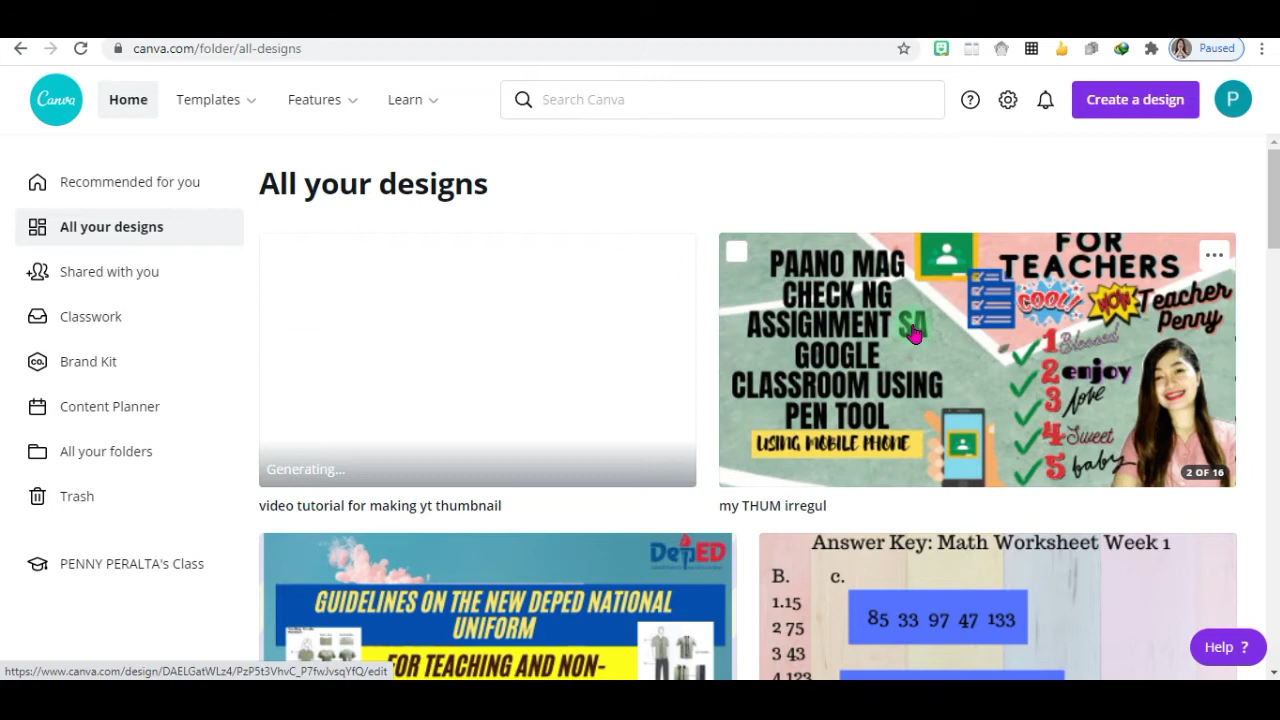 canva.com/folder/all-designs
Paused
Canva
Home
Templates
Features
Learn
Search Canva
Create a design
P
Recommended for you
All your designs
Shared with you
Classwork
Brand Kit
Content Planner
All your folders
Trash
PENNY PERALTA's Class
All your designs
Generating...
video tutorial for making yt thumbnail
PAANO MAG
CHECK NG
ASSIGNMENT SA
GOOGLE
CLASSROOM USING
PEN TOOL
USING MOBILE PHONE
FOR
TEACHERS
COOL!
WOW
Teacher
Penny
1 Blessed
2 enjoy
3 love
4 Sweet
5 baby
2 OF 16
my THUM irregul
DepED
GUIDELINES ON THE NEW DEPED NATIONAL
UNIFORM
FOR TEACHING AND NON-
Answer Key: Math Worksheet Week 1
B.
c.
1.15
2 75
3 43
4.123
85 33 97 47 133
Help ?
https://www.canva.com/design/DAELGatWLz4/PzP5t3VhvC_P7fwJvsqYfQ/edit